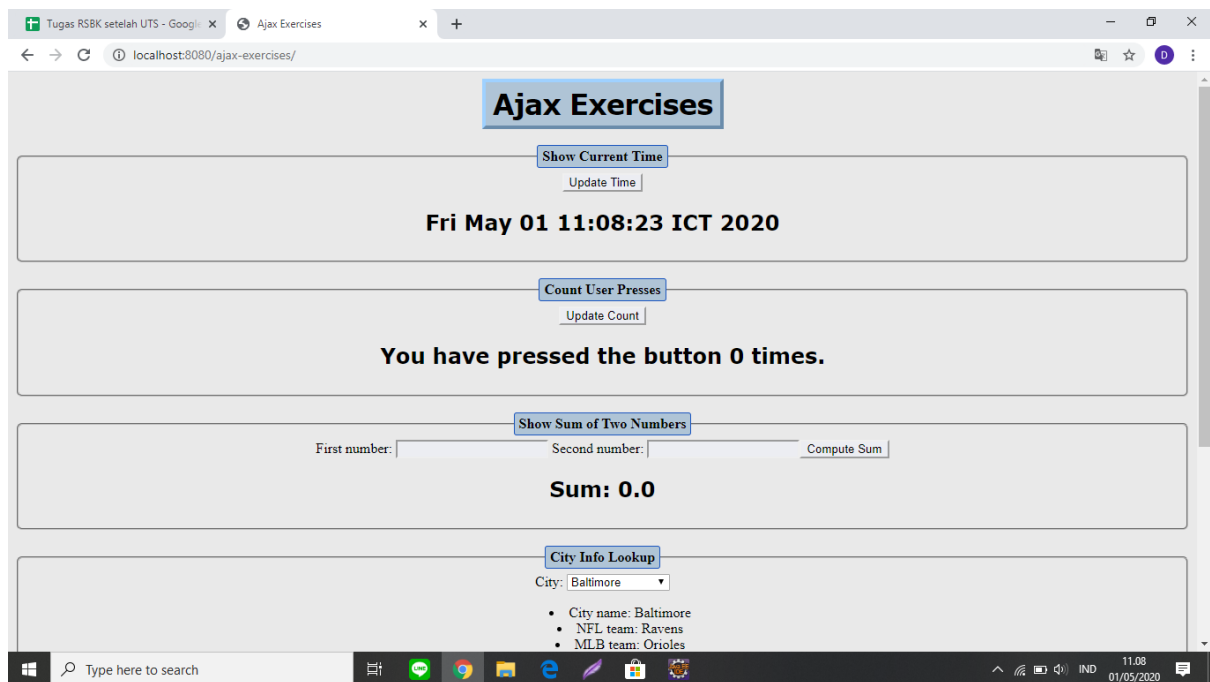 Tugas RSBK setelah UTS - Googl
Ajax Exercises
localhost:8080/ajax-exercises/
D
Ajax Exercises
Show Current Time
Update Time
Fri May 01 11:08:23 ICT 2020
Count User Presses
Update Count
You have pressed the button 0 times.
Show Sum of Two Numbers
First number: Second number: Compute Sum
Sum: 0.0
City Info Lookup
City: Baltimore
• City name: Baltimore
• NFL team: Ravens
• MLB team: Orioles
Type here to search
LINE
IND
11.08
01/05/2020